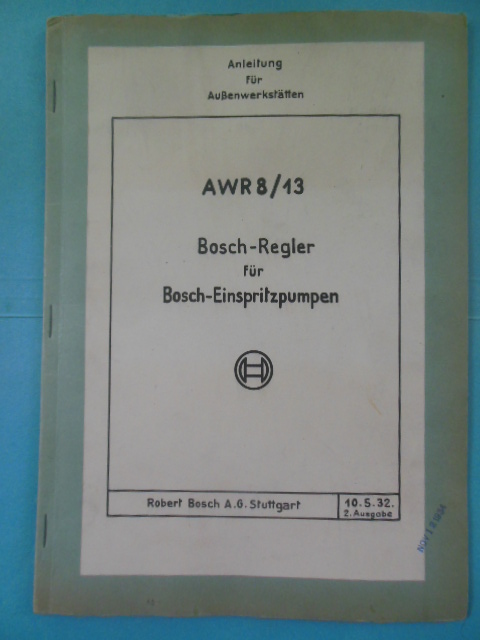 Anleitung
für
Außenwerkstätten
AWR 8/13
Bosch-Regler
für
Bosch-Einspritzpumpen
Robert Bosch A.G. Stuttgart
10.5.32.
2. Ausgabe
NOV